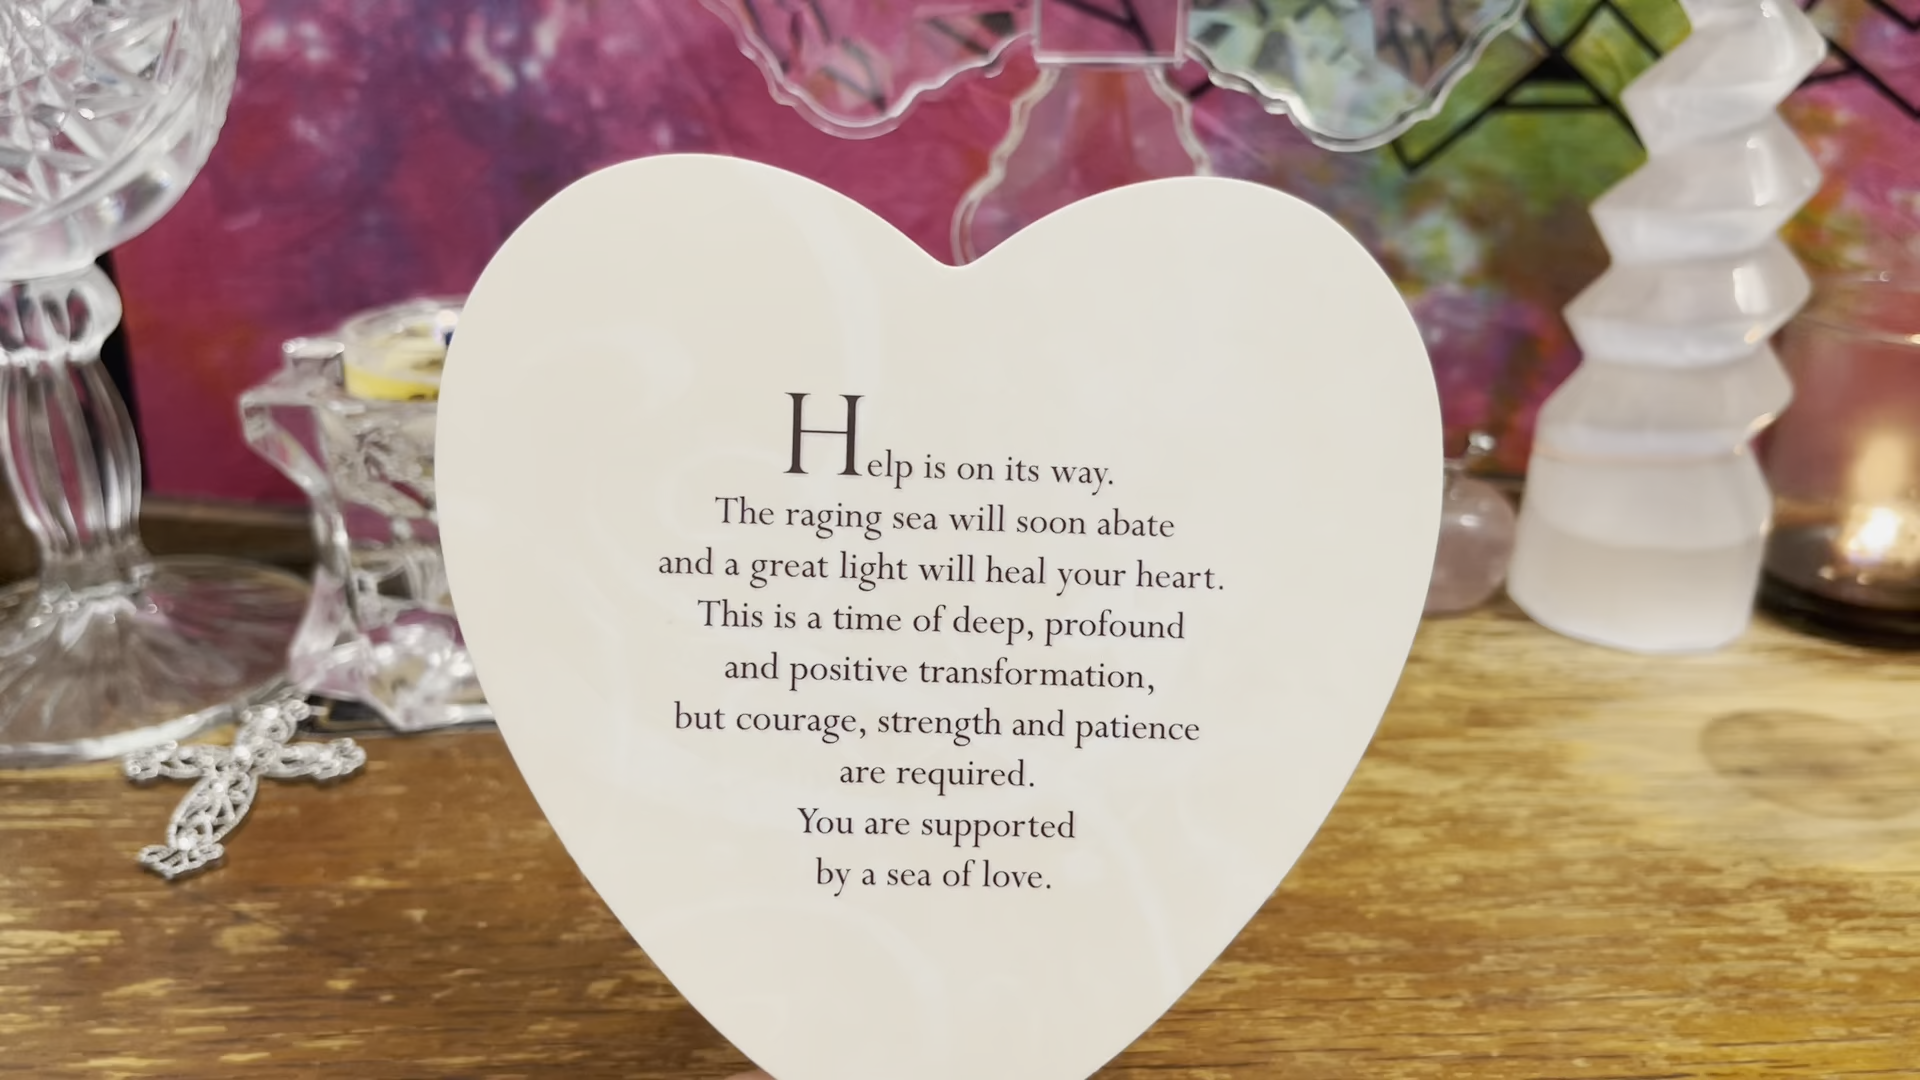 Help is on its way.
The raging sea will soon abate
and a great light will heal your heart.
This is a time of deep, profound
and positive transformation,
but courage, strength and patience
are required.
You are supported
by a sea of love.